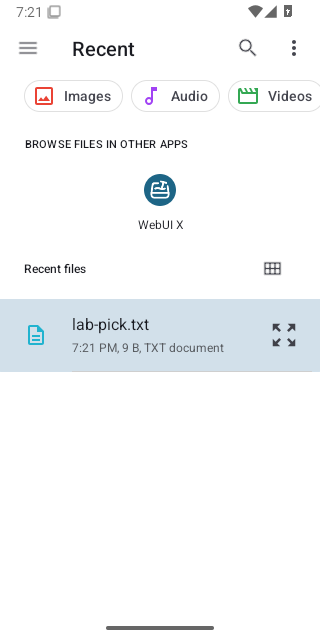 7:21
Recent
Images
Audio
Videos
BROWSE FILES IN OTHER APPS
WebUI X
Recent files
lab-pick.txt
7:21 PM, 9 B, TXT document